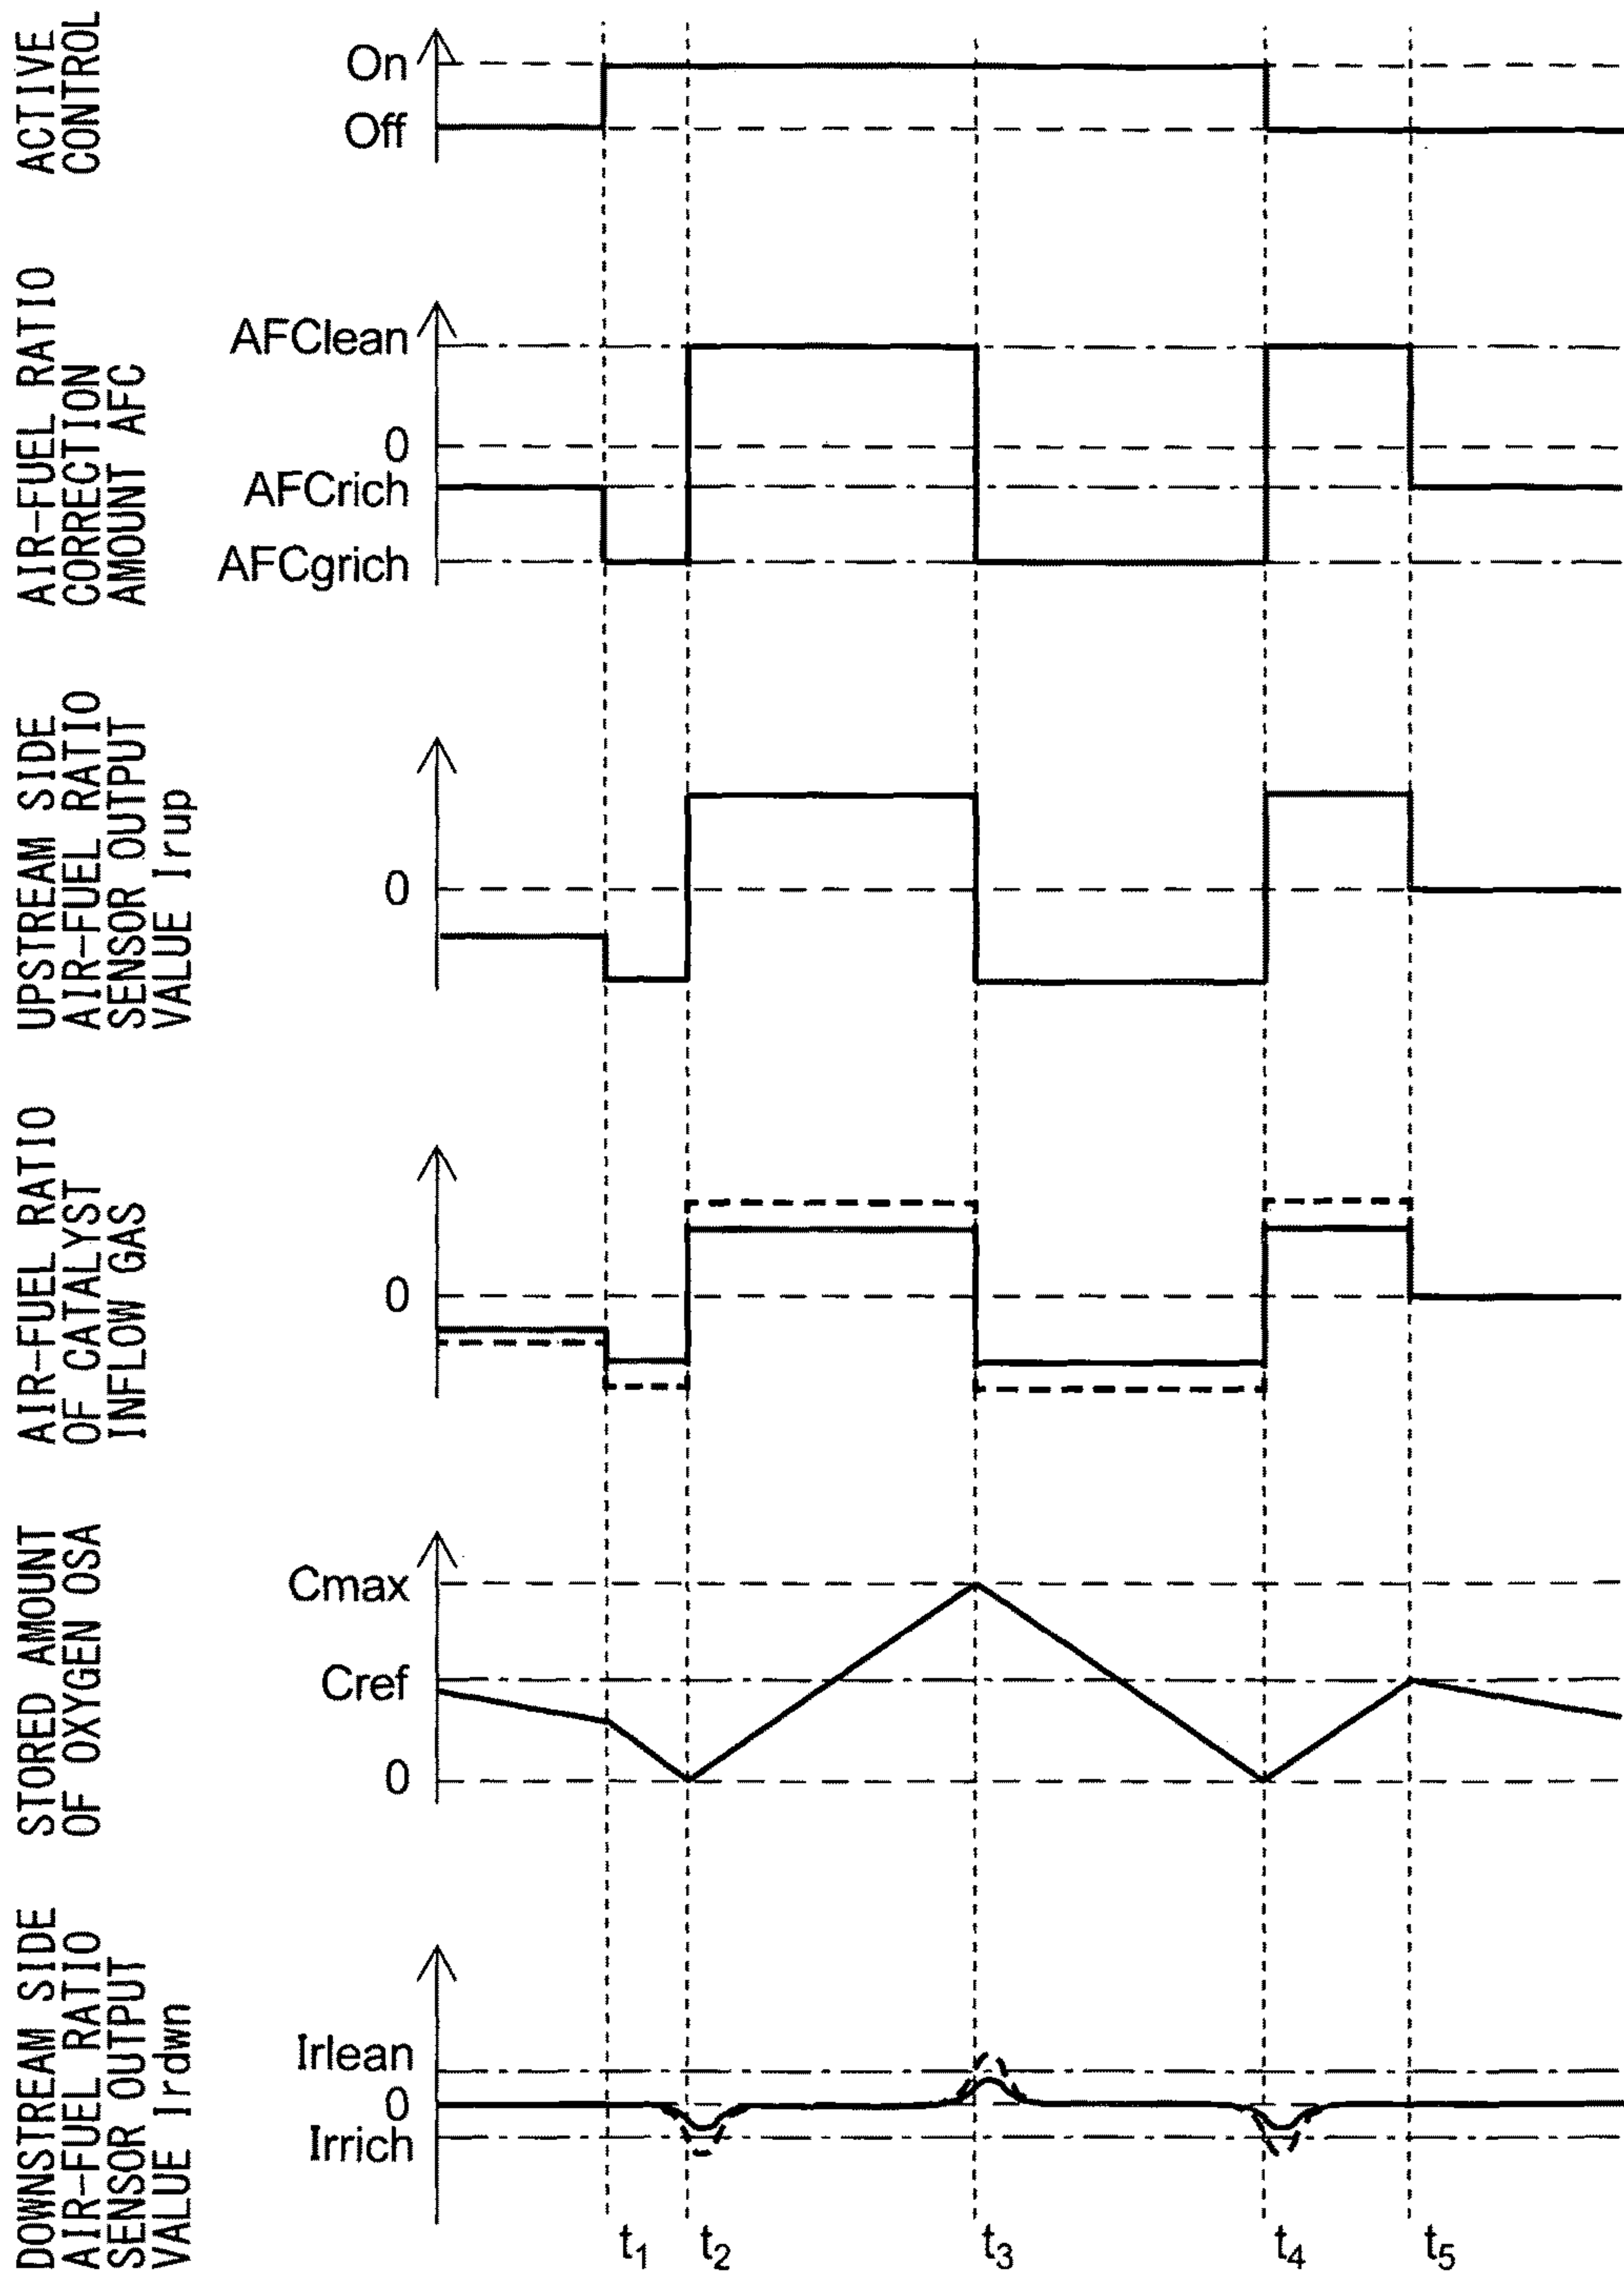 ACTIVE
CONTROL
On
Off
AIR-FUEL RATIO
CORRECTION
AMOUNT AFC
AFClean
0
AFCrich
AFCgrich
UPSTREAM SIDE
AIR-FUEL RATIO
SENSOR OUTPUT
VALUE Irup
0
AIR-FUEL RATIO
OF CATALYST
INFLOW GAS
0
STORED AMOUNT
OF OXYGEN OSA
Cmax
Cref
0
DOWNSTREAM SIDE
AIR-FUEL RATIO
SENSOR OUTPUT
VALUE Irdwn
Irlean
0
Irrich
t1 t2 t3 t4 t5